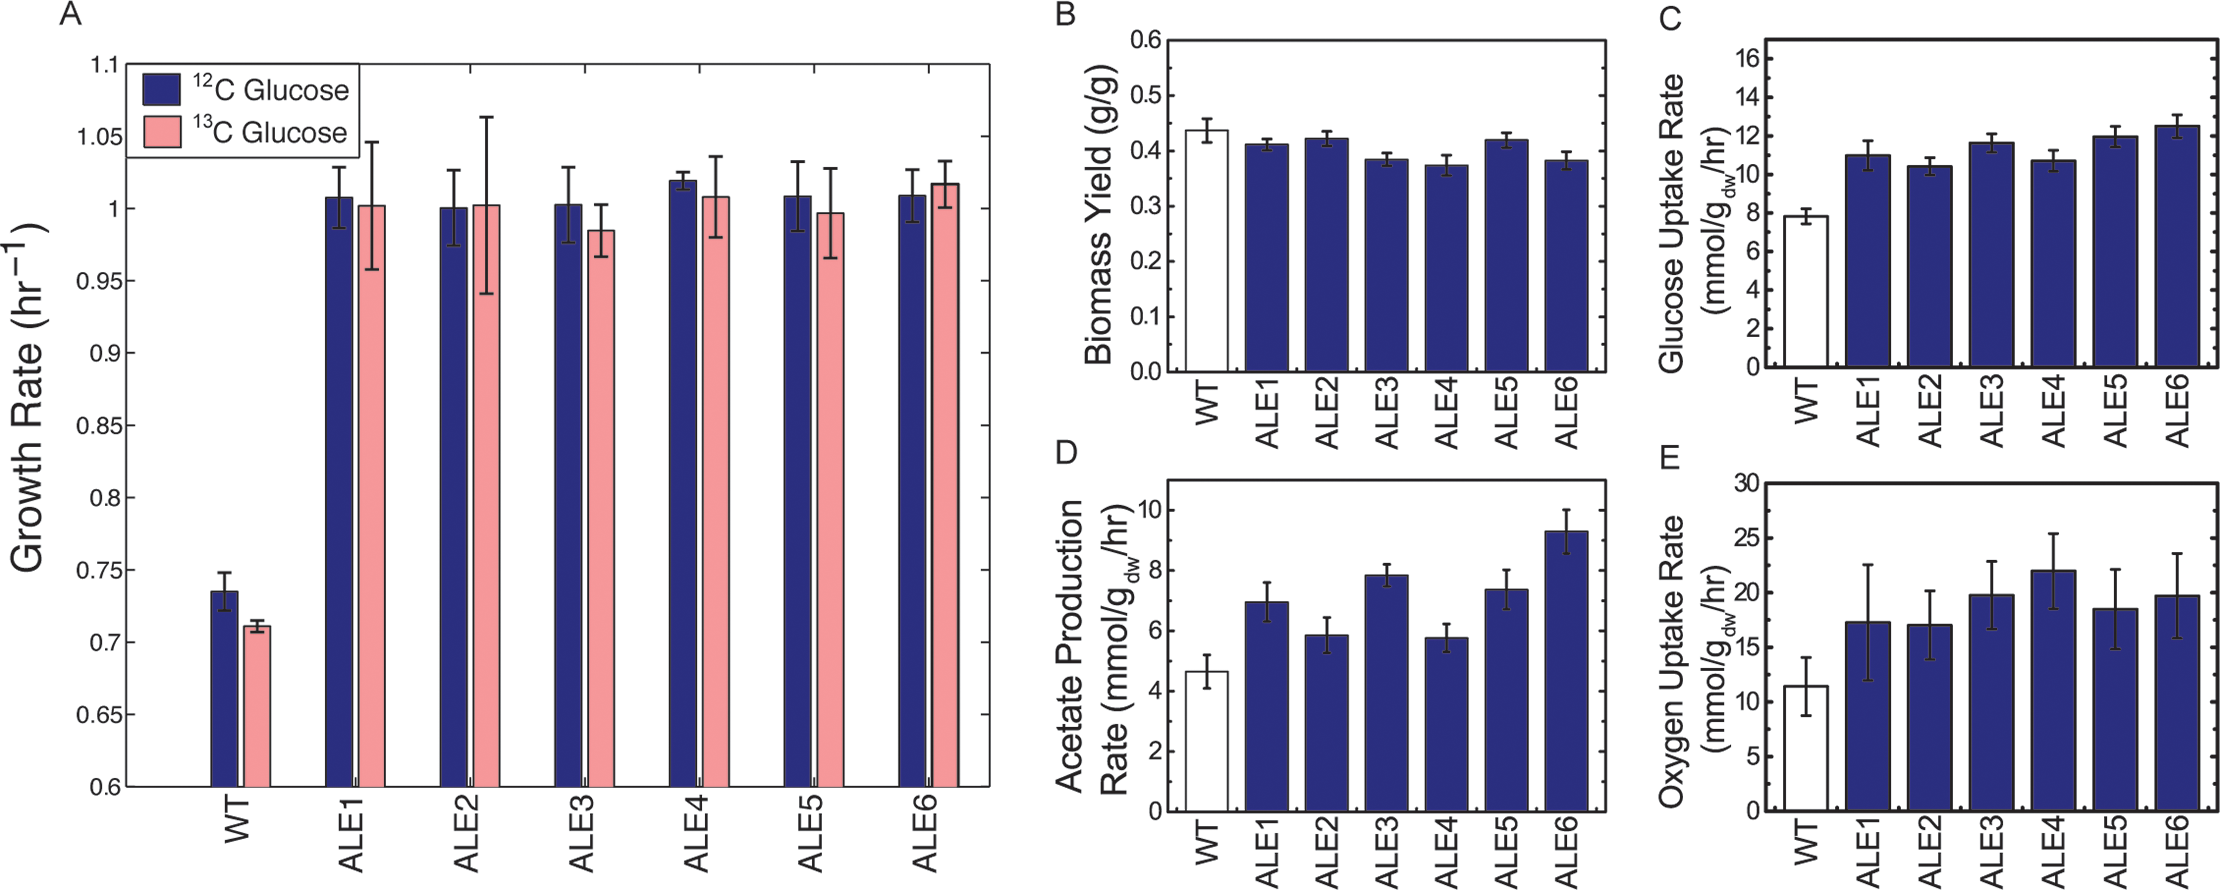 A
Growth Rate (hr−1)
1.1
1.05
1
0.95
0.9
0.85
0.8
0.75
0.7
0.65
0.6
12C Glucose
13C Glucose
WT
ALE1
ALE2
ALE3
ALE4
ALE5
ALE6
B
Biomass Yield (g/g)
0.6
0.5
0.4
0.3
0.2
0.1
0.0
WT
ALE1
ALE2
ALE3
ALE4
ALE5
ALE6
C
Glucose Uptake Rate
(mmol/gdw/hr)
16
14
12
10
8
6
4
2
0
WT
ALE1
ALE2
ALE3
ALE4
ALE5
ALE6
D
Acetate Production
Rate (mmol/gdw/hr)
10
8
6
4
2
0
WT
ALE1
ALE2
ALE3
ALE4
ALE5
ALE6
E
Oxygen Uptake Rate
(mmol/gdw/hr)
30
25
20
15
10
5
0
WT
ALE1
ALE2
ALE3
ALE4
ALE5
ALE6